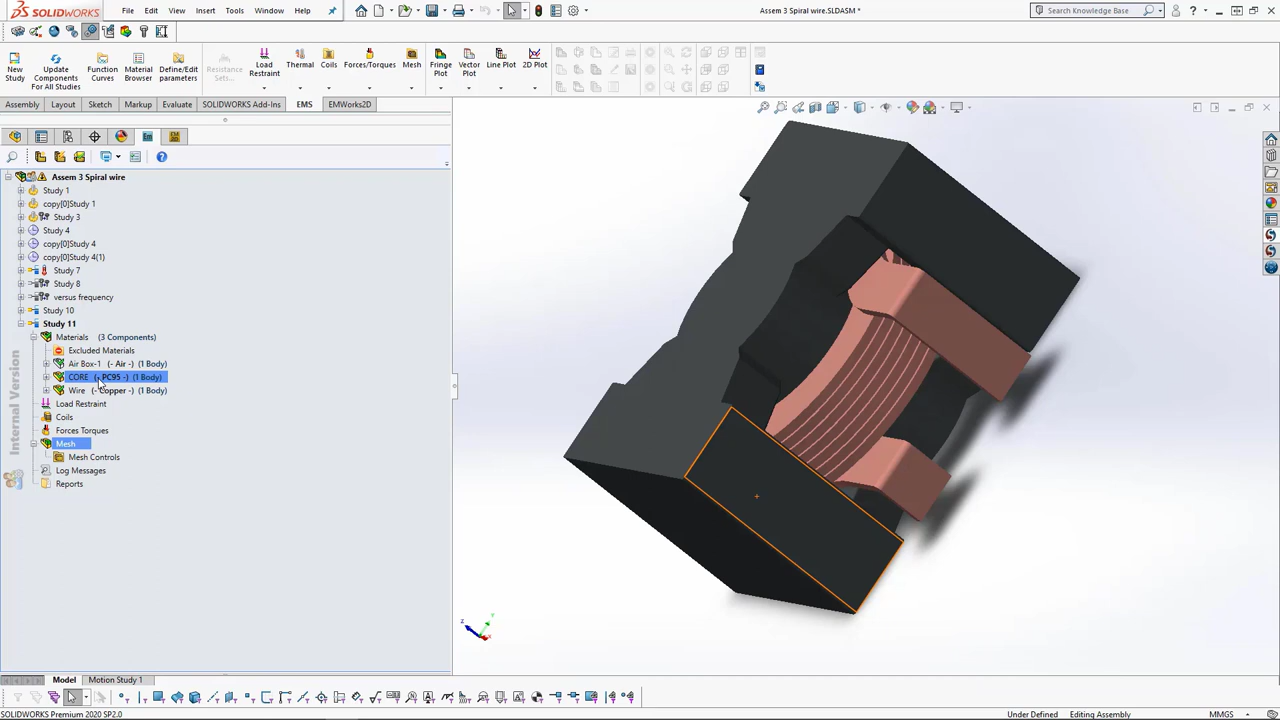 SOLIDWORKS File Edit View Insert Tools Window Help Assem 3 Spiral wire.SLDASM * Search Knowledge Base
New Study
Update Components For All Studies
Function Curves
Material Browser
Define/Edit parameters
Resistance Sets...
Load Restraint
Thermal
Coils
Forces/Torques
Mesh
Fringe Plot
Vector Plot
Line Plot
2D Plot
Assembly Layout Sketch Markup Evaluate SOLIDWORKS Add-Ins EMS EMWorks2D
Assem 3 Spiral wire
Study 1
copy[0]Study 1
Study 3
Study 4
copy[0]Study 4
copy[0]Study 4(1)
Study 7
Study 8
versus frequency
Study 10
Study 11
Materials (3 Components)
Excluded Materials
Air Box-1 (- Air -) (1 Body)
CORE (- PC95 -) (1 Body)
Wire (- Copper -) (1 Body)
Load Restraint
Coils
Forces Torques
Mesh
Mesh Controls
Log Messages
Reports
Internal Version
Z Y X
Model Motion Study 1
SOLIDWORKS Premium 2020 SP2.0 Under Defined Editing Assembly MMGS